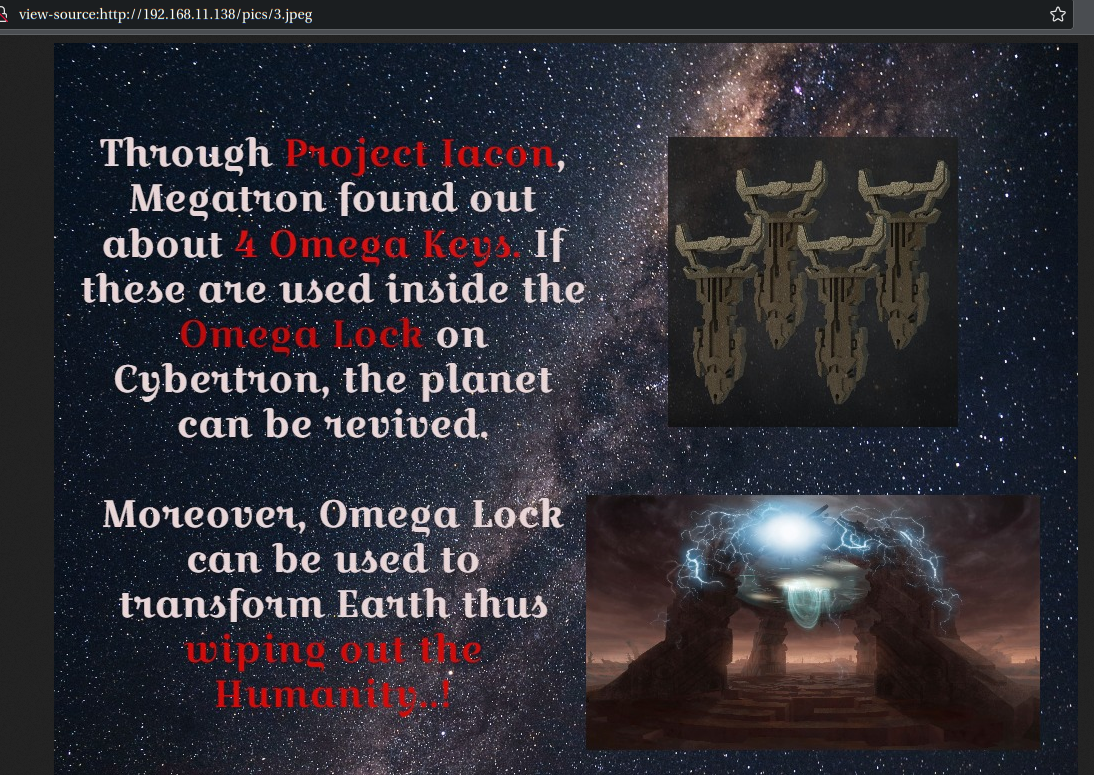 view-source:http://192.168.11.138/pics/3.jpeg
Through Project Iacon,
Megatron found out
about 4 Omega Keys. If
these are used inside the
Omega Lock on
Cybertron, the planet
can be revived.
Moreover, Omega Lock
can be used to
transform Earth thus
wiping out the
Humanity..!